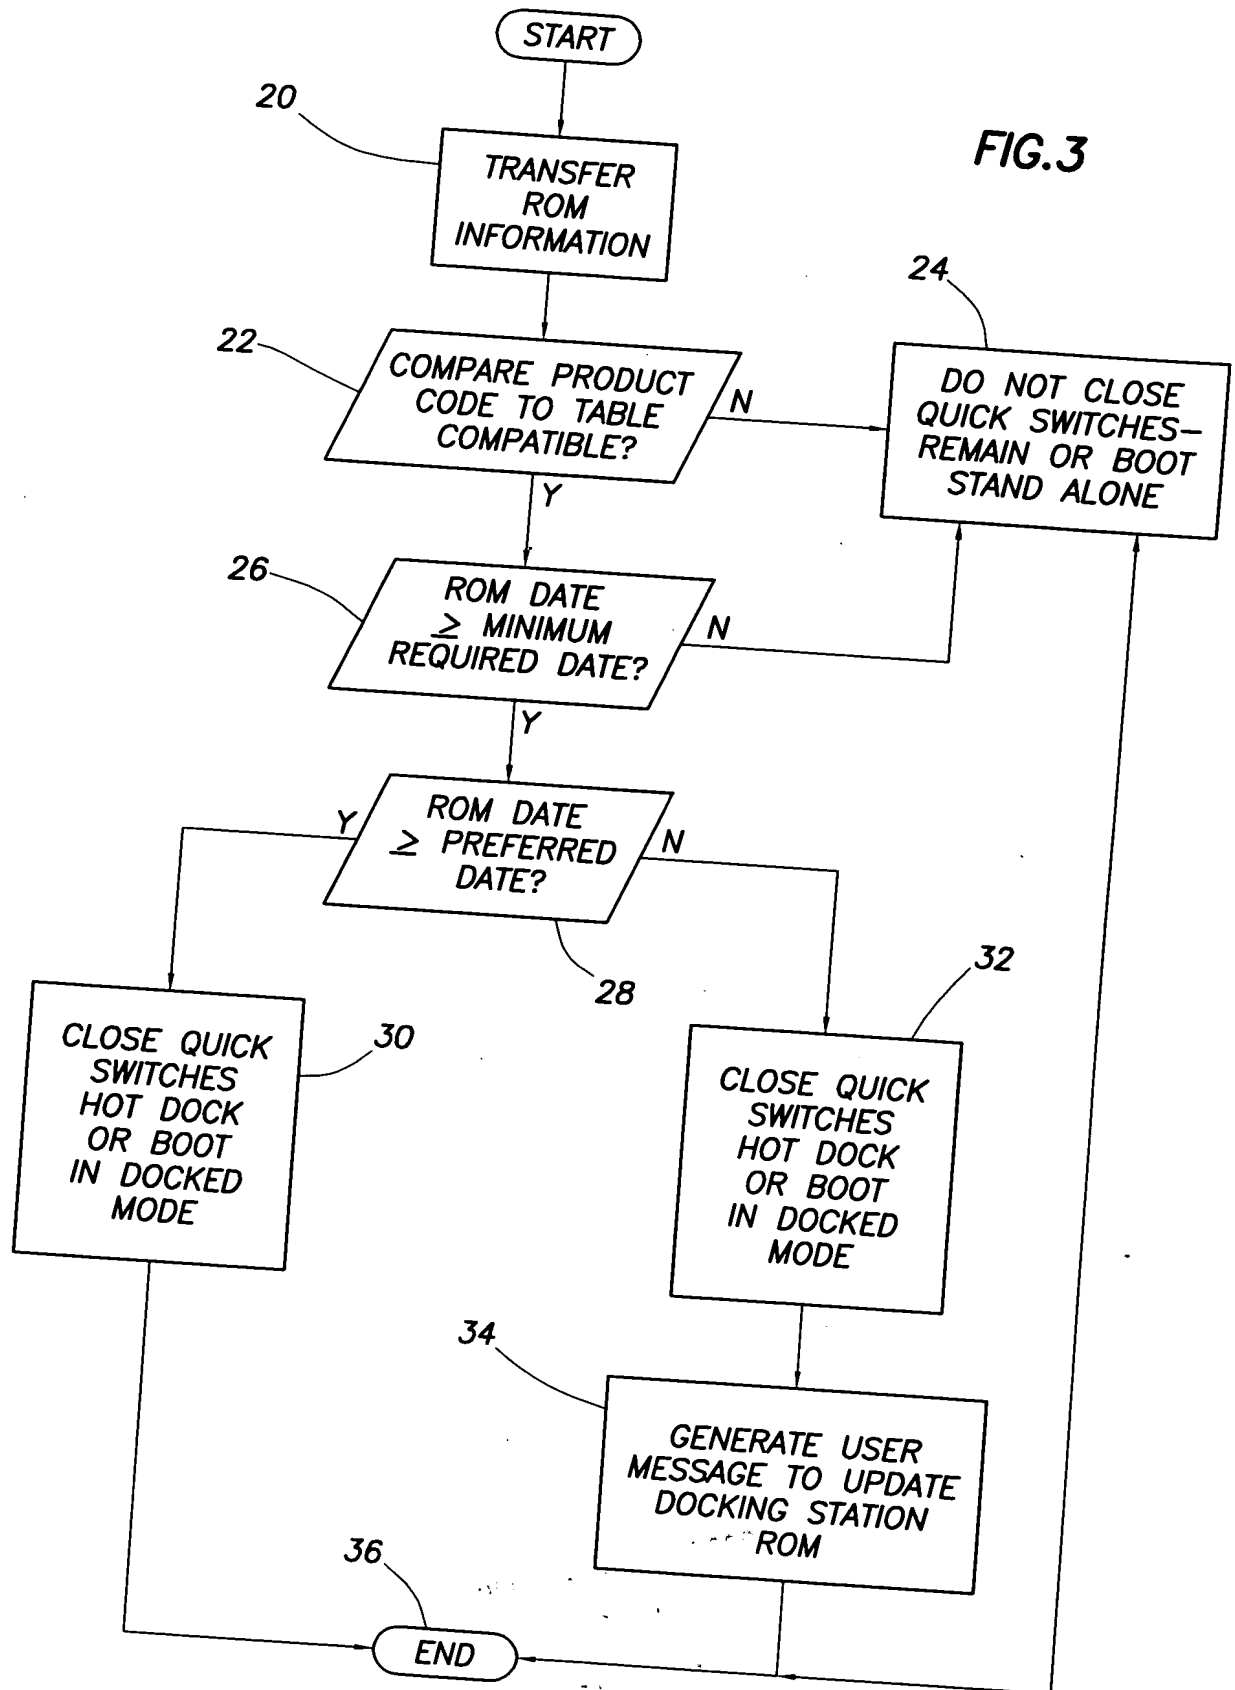 START
20
FIG.3
TRANSFER
ROM
INFORMATION
24
22
COMPARE PRODUCT
CODE TO TABLE
COMPATIBLE?
N
DO NOT CLOSE
QUICK SWITCHES-
REMAIN OR BOOT
STAND ALONE
Y
26
ROM DATE
≥ MINIMUM
REQUIRED DATE?
N
Y
Y
ROM DATE
≥ PREFERRED
DATE?
N
28
32
30
CLOSE QUICK
SWITCHES
HOT DOCK
OR BOOT
IN DOCKED
MODE
CLOSE QUICK
SWITCHES
HOT DOCK
OR BOOT
IN DOCKED
MODE
34
GENERATE USER
MESSAGE TO UPDATE
DOCKING STATION
ROM
36
END